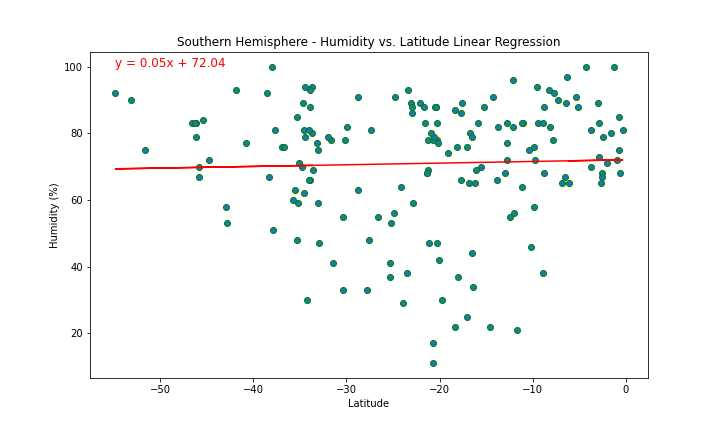 Southern Hemisphere - Humidity vs. Latitude Linear Regression
y = 0.05x + 72.04
100
80
60
40
20
Humidity (%)
−50 −40 −30 −20 −10 0
Latitude